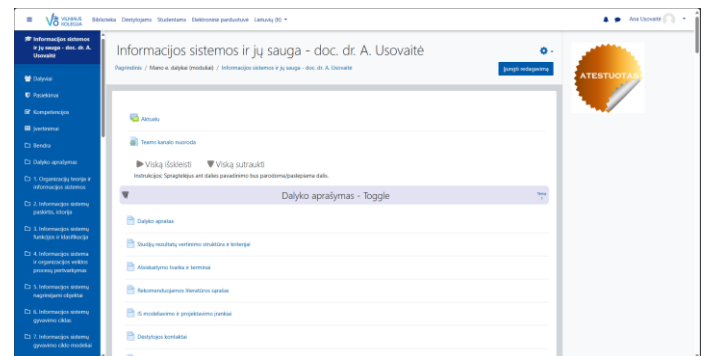 VILNIAUS
KOLEGIJA
Biblioteka Dėstytojams Studentams Elektroninė parduotuvė Lietuvių (lt)
Ana Usovaitė
Informacijos sistemos
ir jų sauga - doc. dr. A.
Usovaitė
Dalyviai
Pasiekimai
Kompetencijos
Įvertinimai
Bendra
Dalyko aprašymas
1. Organizacijų teorija ir
informacijos sistemos
2. Informacijos sistemų
paskirtis, istorija
3. Informacijos sistemų
funkcijos ir klasifikacija
4. Informacijos sistema
ir organizacijos veiklos
procesų pertvarkymas
5. Informacijos sistemų
nagrinėjami objektai
6. Informacijos sistemų
gyvavimo ciklas
7. Informacijos sistemų
gyvavimo ciklo modeliai
Informacijos sistemos ir jų sauga - doc. dr. A. Usovaitė
Pagrindinis / Mano e. dalykai (moduliai) / Informacijos sistemos ir jų sauga - doc. dr. A. Usovaitė
Įjungti redagavimą
Aktualu
Teams kanalo nuoroda
Viską išskleisti Viską sutraukti
Instrukcijos: Spragtelėjus ant dalies pavadinimo bus parodoma/paslepiama dalis.
Dalyko aprašymas - Toggle
Dalyko aprašas
Studijų rezultatų vertinimo struktūra ir kriterijai
Atsiskaitymo tvarka ir terminai
Rekomenduojamos literatūros sąrašas
IS modeliavimo ir projektavimo įrankiai
Dėstytojos kontaktai
ATESTUOTAS